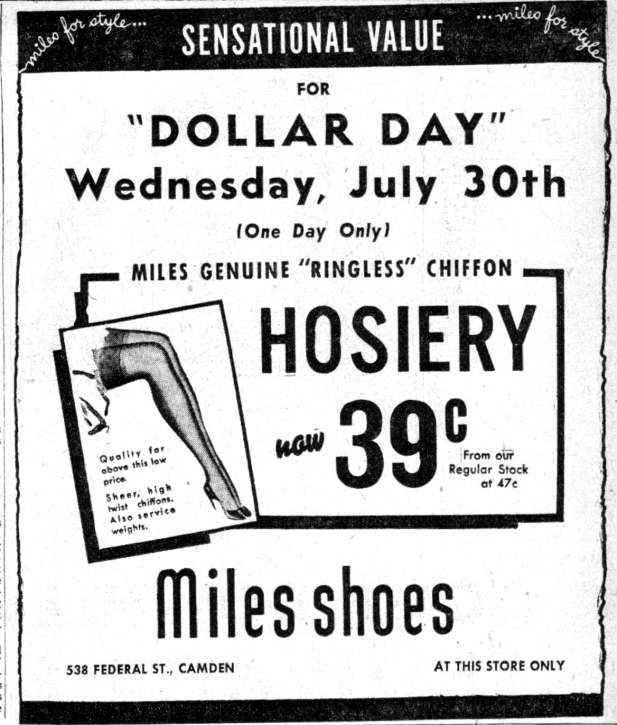 miles for style...
...miles for style
SENSATIONAL VALUE
FOR
"DOLLAR DAY"
Wednesday, July 30th
(One Day Only)
MILES GENUINE "RINGLESS" CHIFFON
HOSIERY
now 39c
From our
Regular Stock
at 47c
Quality far
above this low
price.
Sheer, high
twist chiffons.
Also service
weights.
Miles shoes
538 FEDERAL ST., CAMDEN
AT THIS STORE ONLY